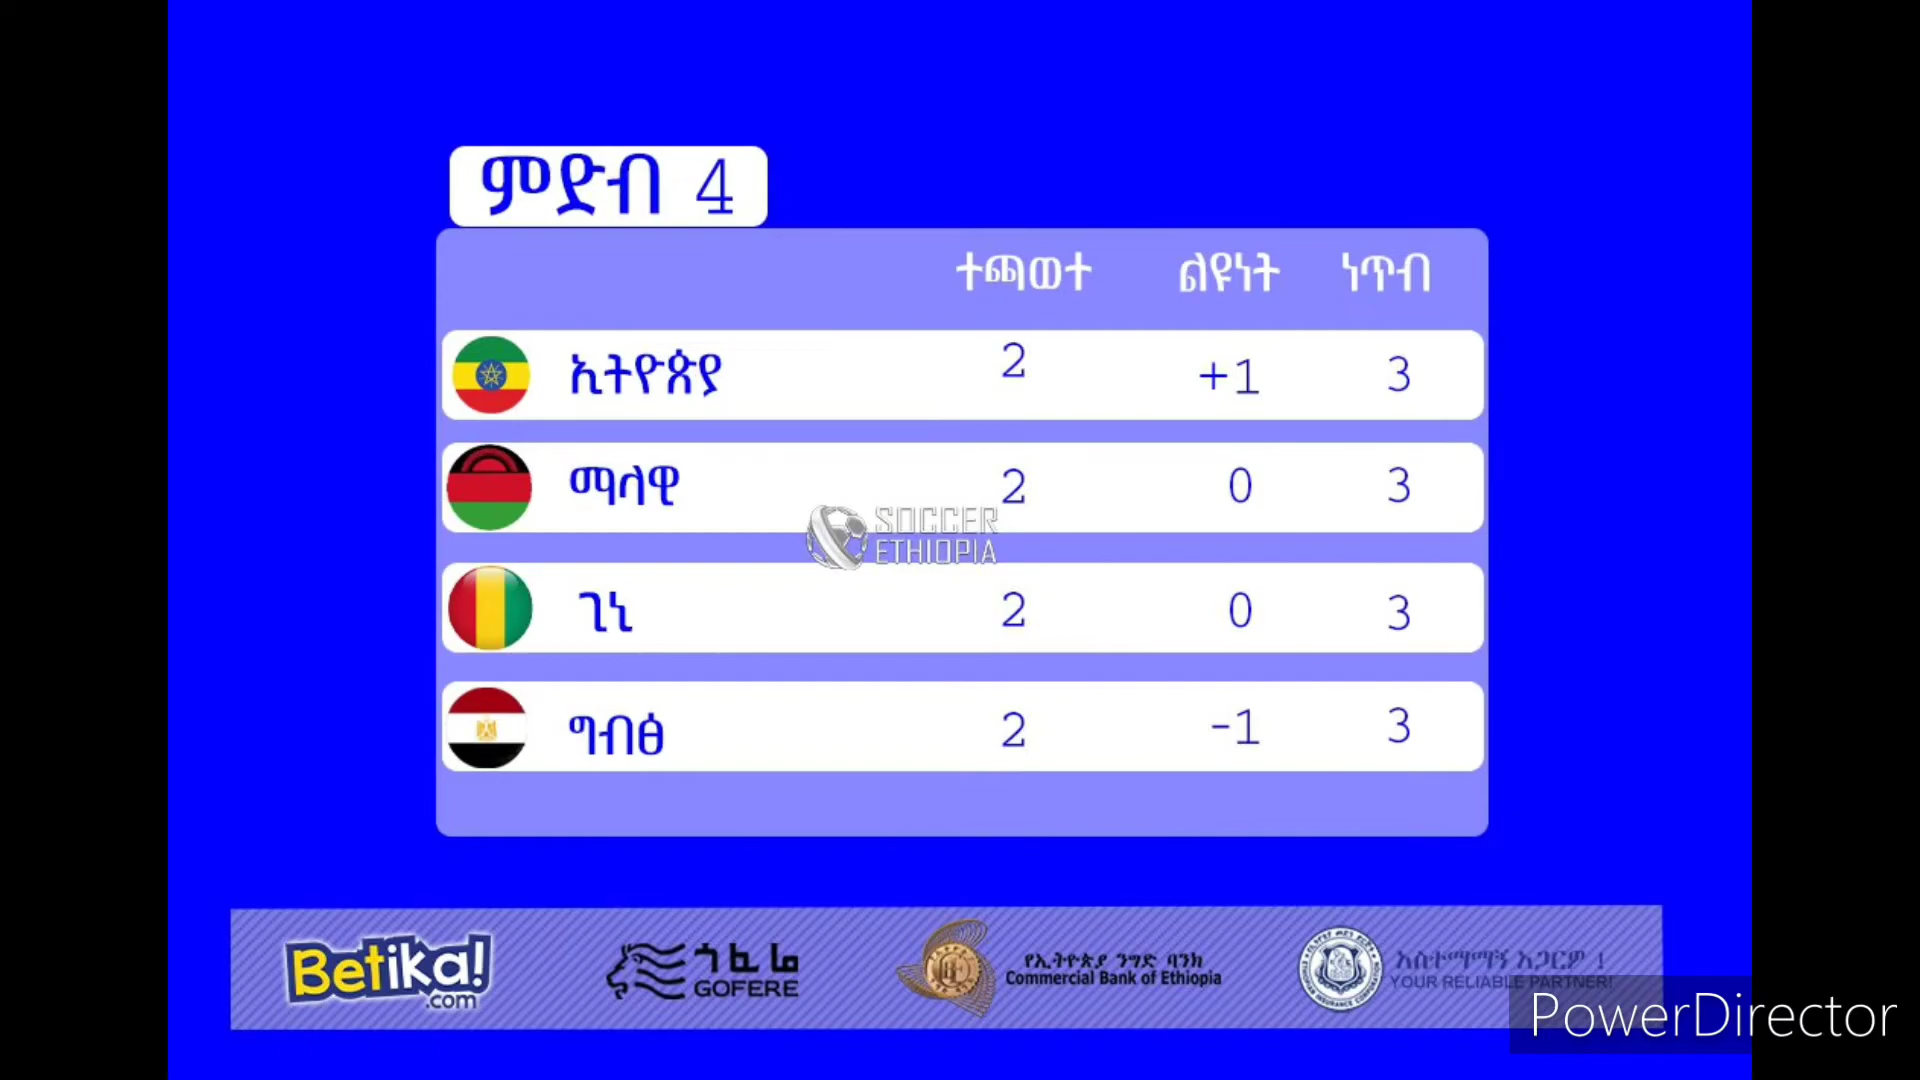 ምድብ 4
ተጫወተ ልዩነት ነጥብ
ኢትዮጵያ 2 +1 3
ማላዊ 2 0 3
SOCCER
ETHIOPIA
ጊኒ 2 0 3
ግብፅ 2 -1 3
Betika!
.com
ጎፈሬ
GOFERE
የኢትዮጵያ ንግድ ባንክ
Commercial Bank of Ethiopia
አስተማማኝ አጋርዎ !
YOUR RELIABLE PARTNER!
PowerDirector